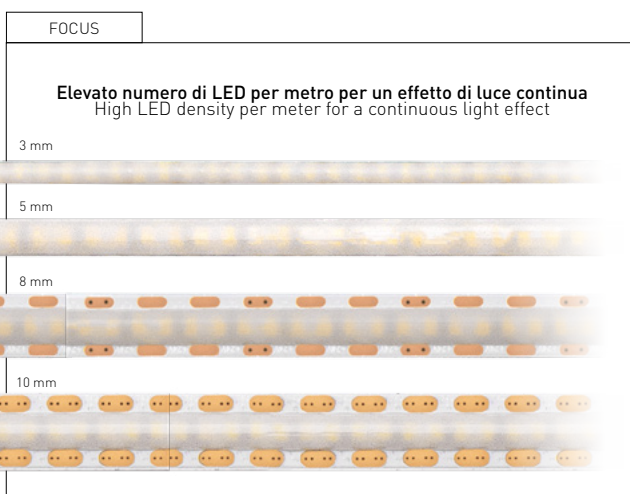 FOCUS
Elevato numero di LED per metro per un effetto di luce continua
High LED density per meter for a continuous light effect
3 mm
5 mm
8 mm
10 mm